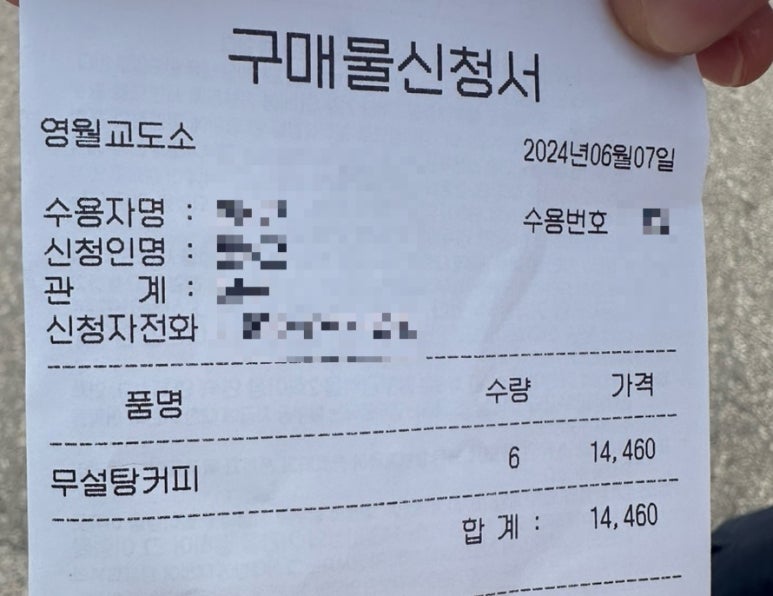 구매물신청서
영월교도소
2024년06월07일
수용자명 :
수용번호
신청인명 :
관 계 :
신청자전화
품명 수량 가격
무설탕커피 6 14,460
합 계 : 14,460